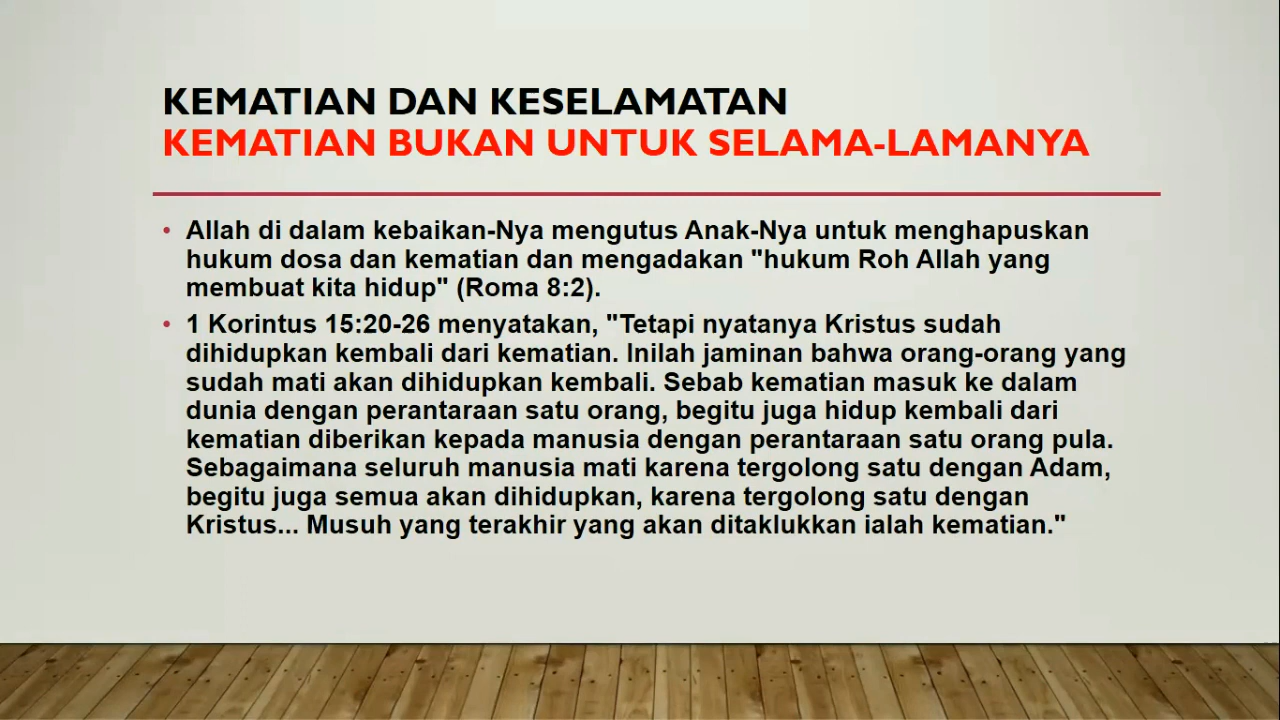 KEMATIAN DAN KESELAMATAN
KEMATIAN BUKAN UNTUK SELAMA-LAMANYA
• Allah di dalam kebaikan-Nya mengutus Anak-Nya untuk menghapuskan
hukum dosa dan kematian dan mengadakan "hukum Roh Allah yang
membuat kita hidup" (Roma 8:2).
• 1 Korintus 15:20-26 menyatakan, "Tetapi nyatanya Kristus sudah
dihidupkan kembali dari kematian. Inilah jaminan bahwa orang-orang yang
sudah mati akan dihidupkan kembali. Sebab kematian masuk ke dalam
dunia dengan perantaraan satu orang, begitu juga hidup kembali dari
kematian diberikan kepada manusia dengan perantaraan satu orang pula.
Sebagaimana seluruh manusia mati karena tergolong satu dengan Adam,
begitu juga semua akan dihidupkan, karena tergolong satu dengan
Kristus... Musuh yang terakhir yang akan ditaklukkan ialah kematian."